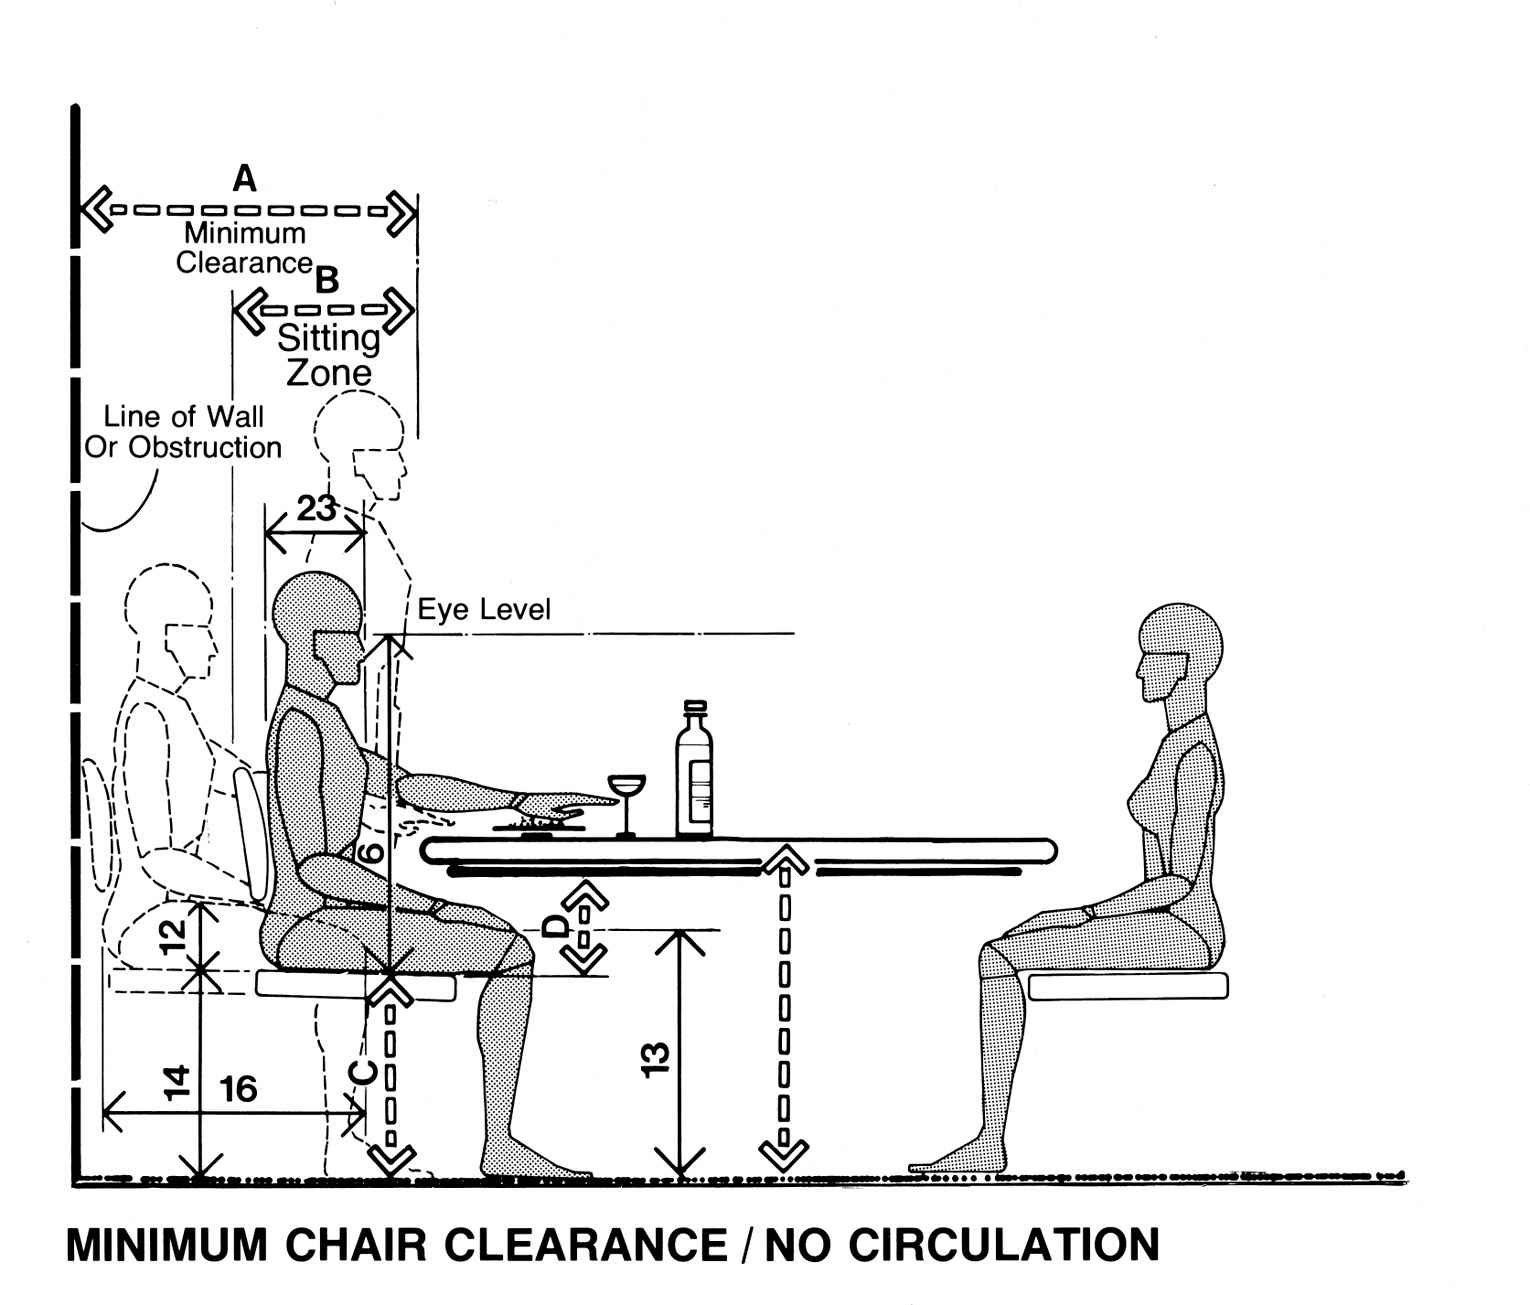 A
Minimum
Clearance
B
Sitting
Zone
Line of Wall
Or Obstruction
23
Eye Level
6
D
12
14
16
C
13
MINIMUM CHAIR CLEARANCE / NO CIRCULATION